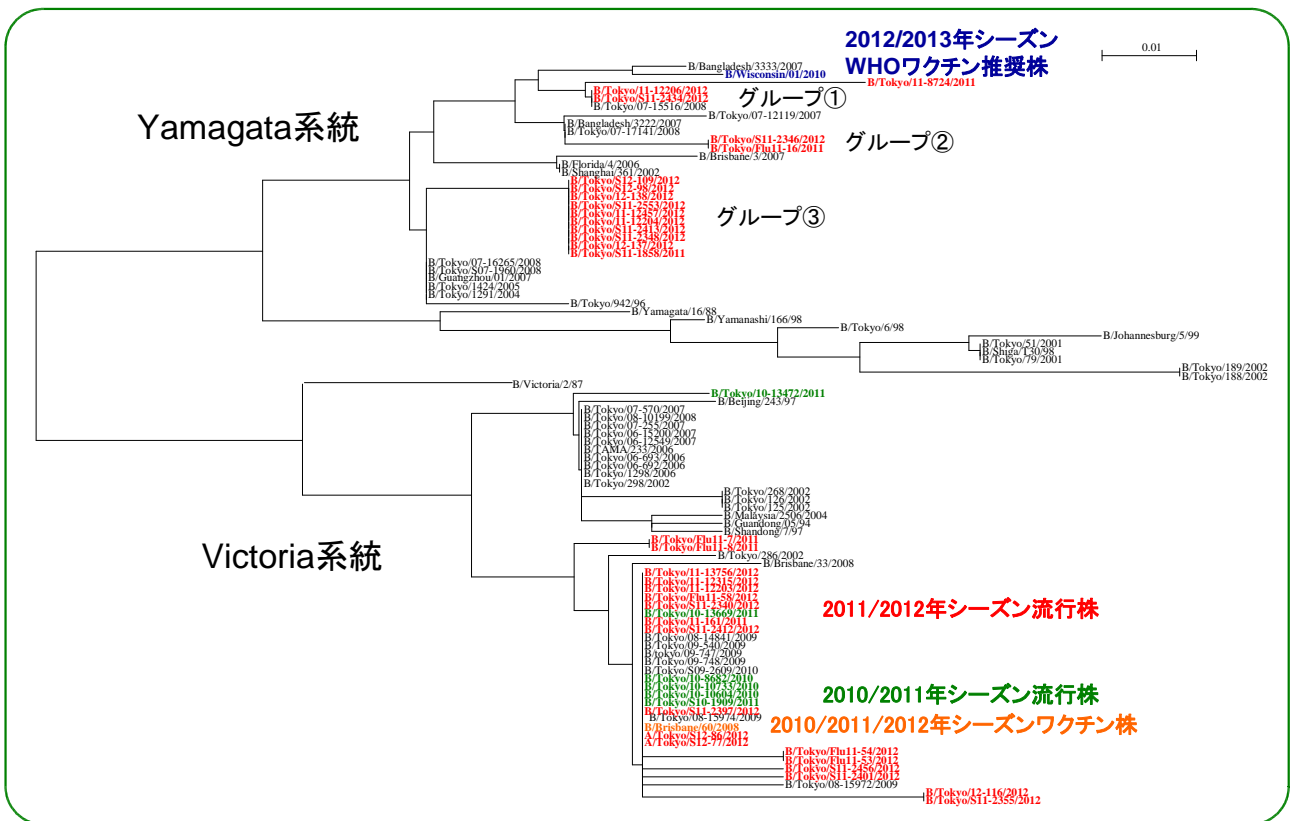 2012/2013年シーズン
WHOワクチン推奨株
0.01
B/Bangladesh/3333/2007
B/Wisconsin/01/2010
B/Tokyo/11-8724/2011
B/Tokyo/11-12206/2012
B/Tokyo/S11-2434/2012
B/Tokyo/07-15516/2008
グループ①
Yamagata系統
B/Tokyo/07-12119/2007
B/Bangladesh/3222/2007
B/Tokyo/07-17141/2008
B/Tokyo/S11-2346/2012
B/Tokyo/Flu11-16/2011
グループ②
B/Brisbane/3/2007
B/Florida/4/2006
B/Shanghai/361/2002
B/Tokyo/S12-109/2012
B/Tokyo/S12-98/2012
B/Tokyo/12-138/2012
B/Tokyo/S11-2553/2012
B/Tokyo/11-12457/2012
B/Tokyo/11-12204/2012
B/Tokyo/S11-2413/2012
B/Tokyo/S11-2348/2012
B/Tokyo/12-137/2012
B/Tokyo/S11-1858/2011
グループ③
B/Tokyo/07-16265/2008
B/Tokyo/S07-1960/2008
B/Guangzhou/01/2007
B/Tokyo/1424/2005
B/Tokyo/1291/2004
B/Tokyo/942/96
B/Yamagata/16/88
B/Yamanashi/166/98
B/Tokyo/6/98
B/Johannesburg/5/99
B/Tokyo/51/2001
B/Shiga/T30/98
B/Tokyo/79/2001
B/Tokyo/189/2002
B/Tokyo/188/2002
B/Victoria/2/87
B/Tokyo/10-13472/2011
B/Beijing/243/97
B/Tokyo/07-570/2007
B/Tokyo/08-10199/2008
B/Tokyo/07-255/2007
B/Tokyo/06-15200/2007
B/Tokyo/06-12549/2007
B/TAMA/233/2006
B/Tokyo/06-693/2006
B/Tokyo/06-692/2006
B/Tokyo/1298/2006
B/Tokyo/298/2002
B/Tokyo/268/2002
B/Tokyo/126/2002
B/Tokyo/125/2002
B/Malaysia/2506/2004
B/Guandong/05/94
B/Shandong/7/97
Victoria系統
B/Tokyo/Flu11-7/2011
B/Tokyo/Flu11-8/2011
B/Tokyo/286/2002
B/Brisbane/33/2008
B/Tokyo/11-13756/2012
B/Tokyo/11-12315/2012
B/Tokyo/11-12203/2012
B/Tokyo/Flu11-58/2012
B/Tokyo/S11-2340/2012
B/Tokyo/10-13669/2011
B/Tokyo/11-161/2011
B/Tokyo/S11-2412/2012
2011/2012年シーズン流行株
B/Tokyo/08-14841/2009
B/Tokyo/09-540/2009
B/tokyo/09-747/2009
B/Tokyo/09-748/2009
B/Tokyo/S09-2609/2010
B/Tokyo/10-8682/2010
B/Tokyo/10-10733/2010
B/Tokyo/10-10604/2010
B/Tokyo/S10-1909/2011
2010/2011年シーズン流行株
B/Tokyo/S11-2397/2012
B/Tokyo/08-15974/2009
B/Brisbane/60/2008
2010/2011/2012年シーズンワクチン株
A/Tokyo/S12-86/2012
A/Tokyo/S12-77/2012
B/Tokyo/Flu11-54/2012
B/Tokyo/Flu11-53/2012
B/Tokyo/S11-2456/2012
B/Tokyo/S11-2401/2012
B/Tokyo/08-15972/2009
B/Tokyo/12-116/2012
B/Tokyo/S11-2355/2012